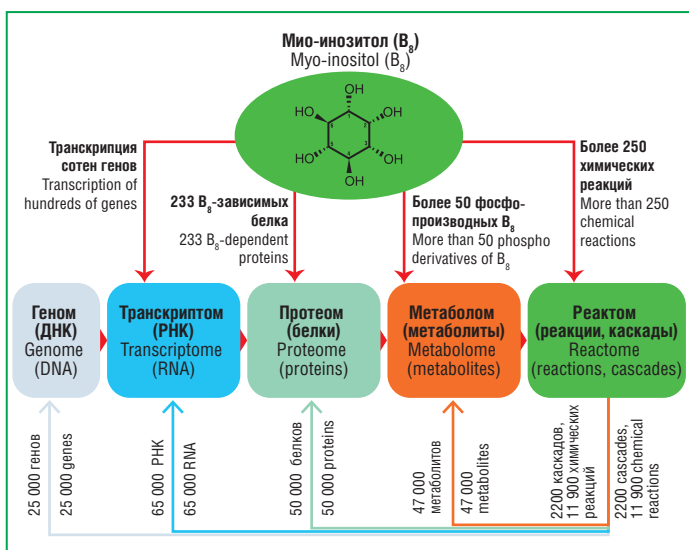 Мио-инозитол (B₈)
Myo-inositol (B₈)
OH
HO
OH
HO
OH
OH
Транскрипция
сотен генов
Transcription of
hundreds of genes
233 B₈-зависимых
белка
233 B₈-dependent
proteins
Более 50 фосфо-
производных B₈
More than 50 phospho
derivatives of B₈
Более 250
химических
реакций
More than 250
chemical
reactions
Геном
(ДНК)
Genome
(DNA)
Транскриптом
(РНК)
Transcriptome
(RNA)
Протеом
(белки)
Proteome
(proteins)
Метаболом
(метаболиты)
Metabolome
(metabolites)
Реактом
(реакции, каскады)
Reactome
(reactions, cascades)
25 000 генов
25 000 genes
65 000 РНК
65 000 RNA
50 000 белков
50 000 proteins
47 000
метаболитов
47 000
metabolites
2200 каскадов,
11 900 химических
реакций
2200 cascades,
11 900 chemical
reactions